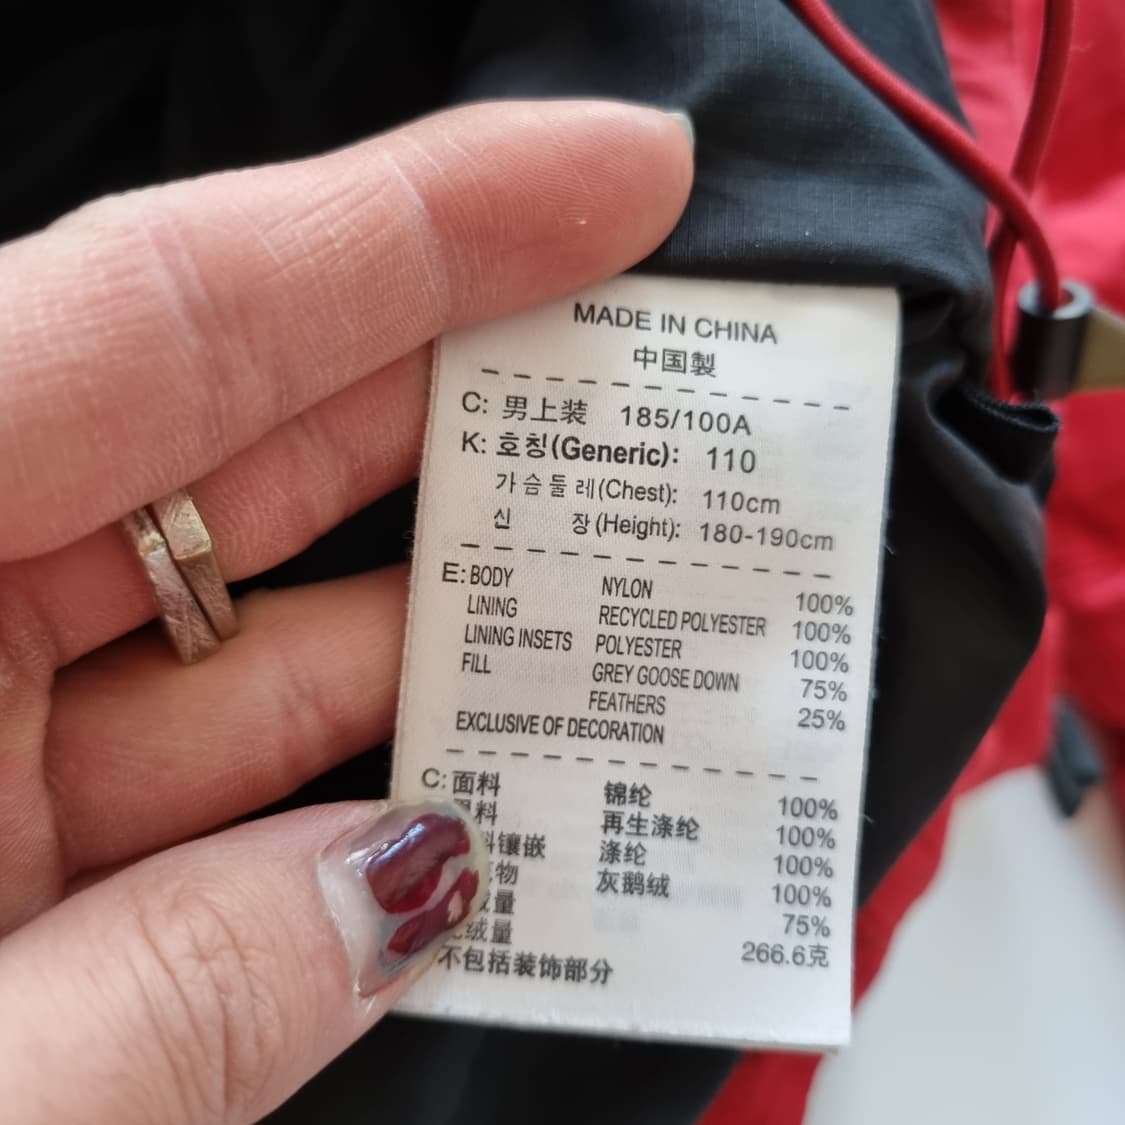 MADE IN CHINA
中国製
C: 男上装 185/100A
K: 호칭(Generic): 110
가슴둘레(Chest): 110cm
신 장(Height): 180-190cm
E: BODY NYLON 100%
LINING RECYCLED POLYESTER 100%
LINING INSETS POLYESTER 100%
FILL GREY GOOSE DOWN 75%
FEATHERS 25%
EXCLUSIVE OF DECORATION
C: 面料 锦纶 100%
料 再生涤纶 100%
镶嵌 涤纶 100%
物 灰鹅绒 100%
量 75%
绒量 266.6克
不包括装饰部分